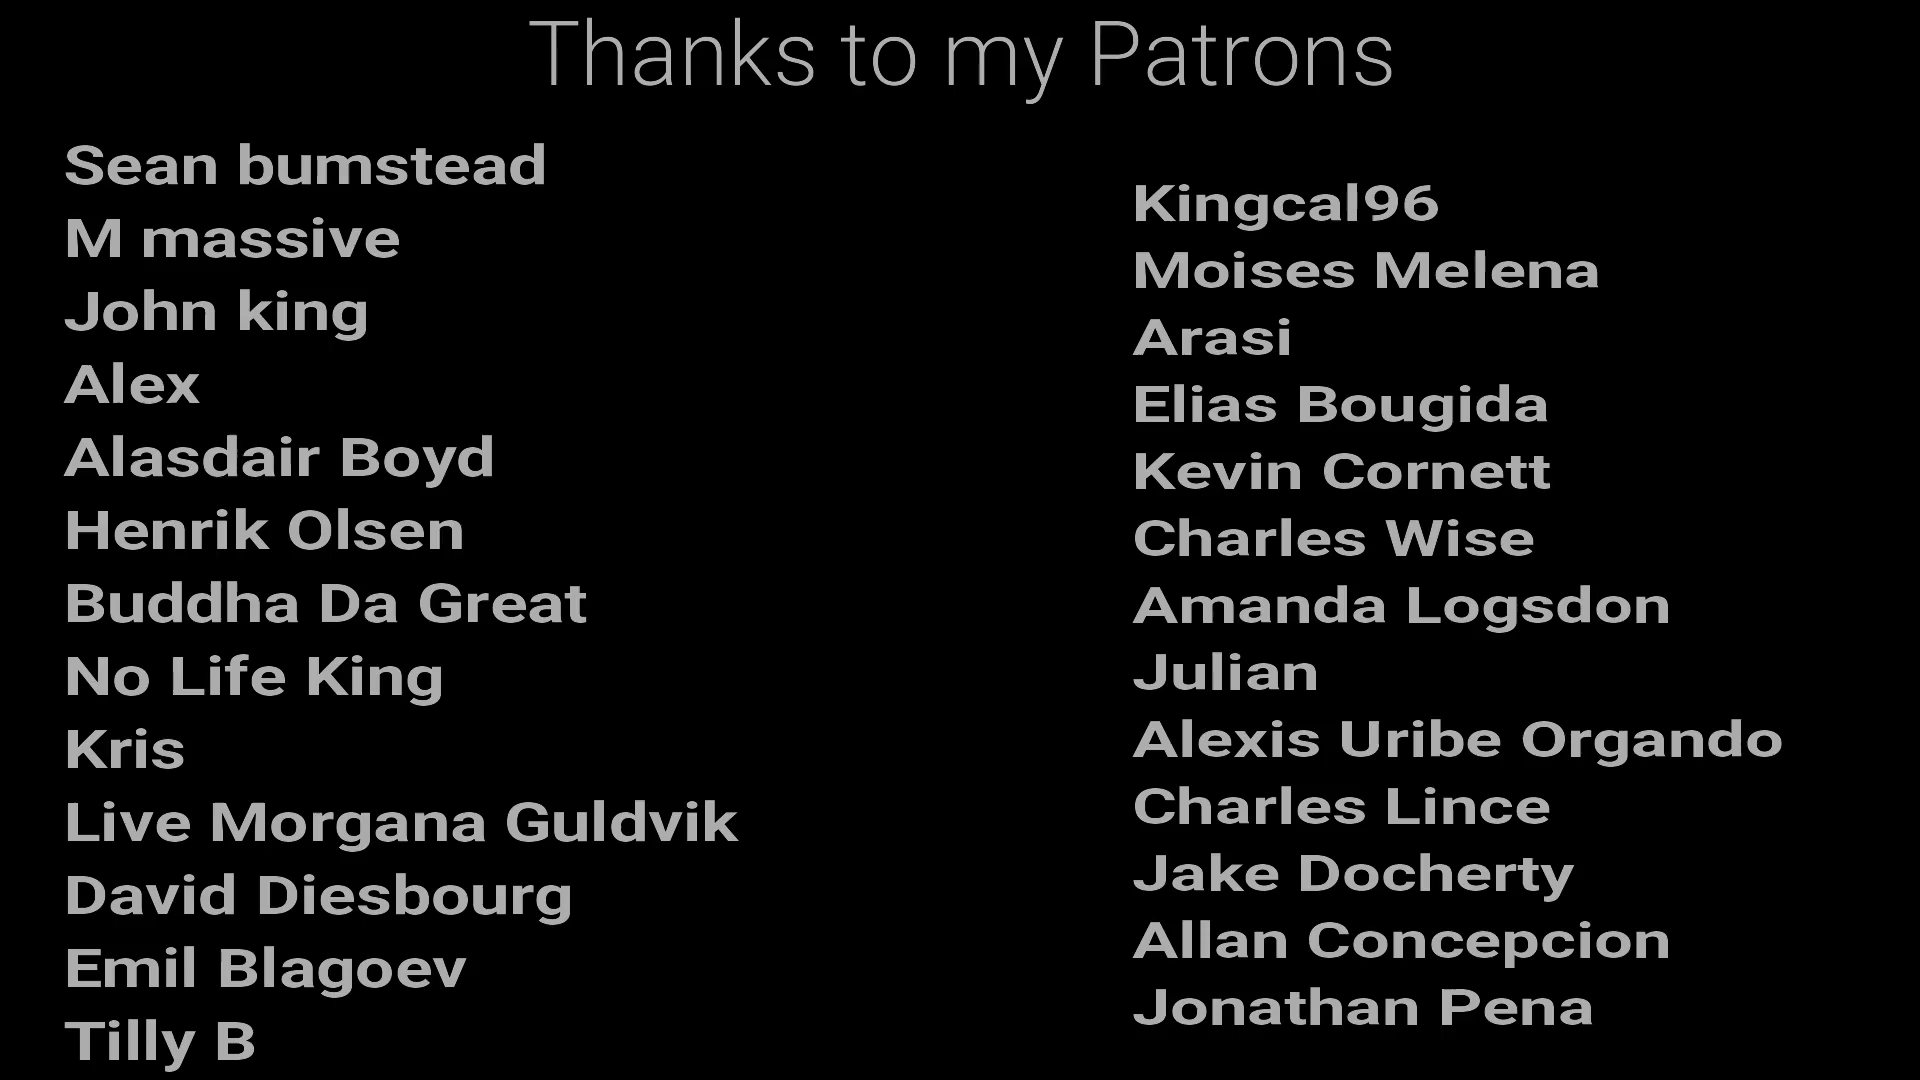 Thanks to my Patrons
Sean bumstead
M massive
John king
Alex
Alasdair Boyd
Henrik Olsen
Buddha Da Great
No Life King
Kris
Live Morgana Guldvik
David Diesbourg
Emil Blagoev
Tilly B
Kingcal96
Moises Melena
Arasi
Elias Bougida
Kevin Cornett
Charles Wise
Amanda Logsdon
Julian
Alexis Uribe Orgando
Charles Lince
Jake Docherty
Allan Concepcion
Jonathan Pena